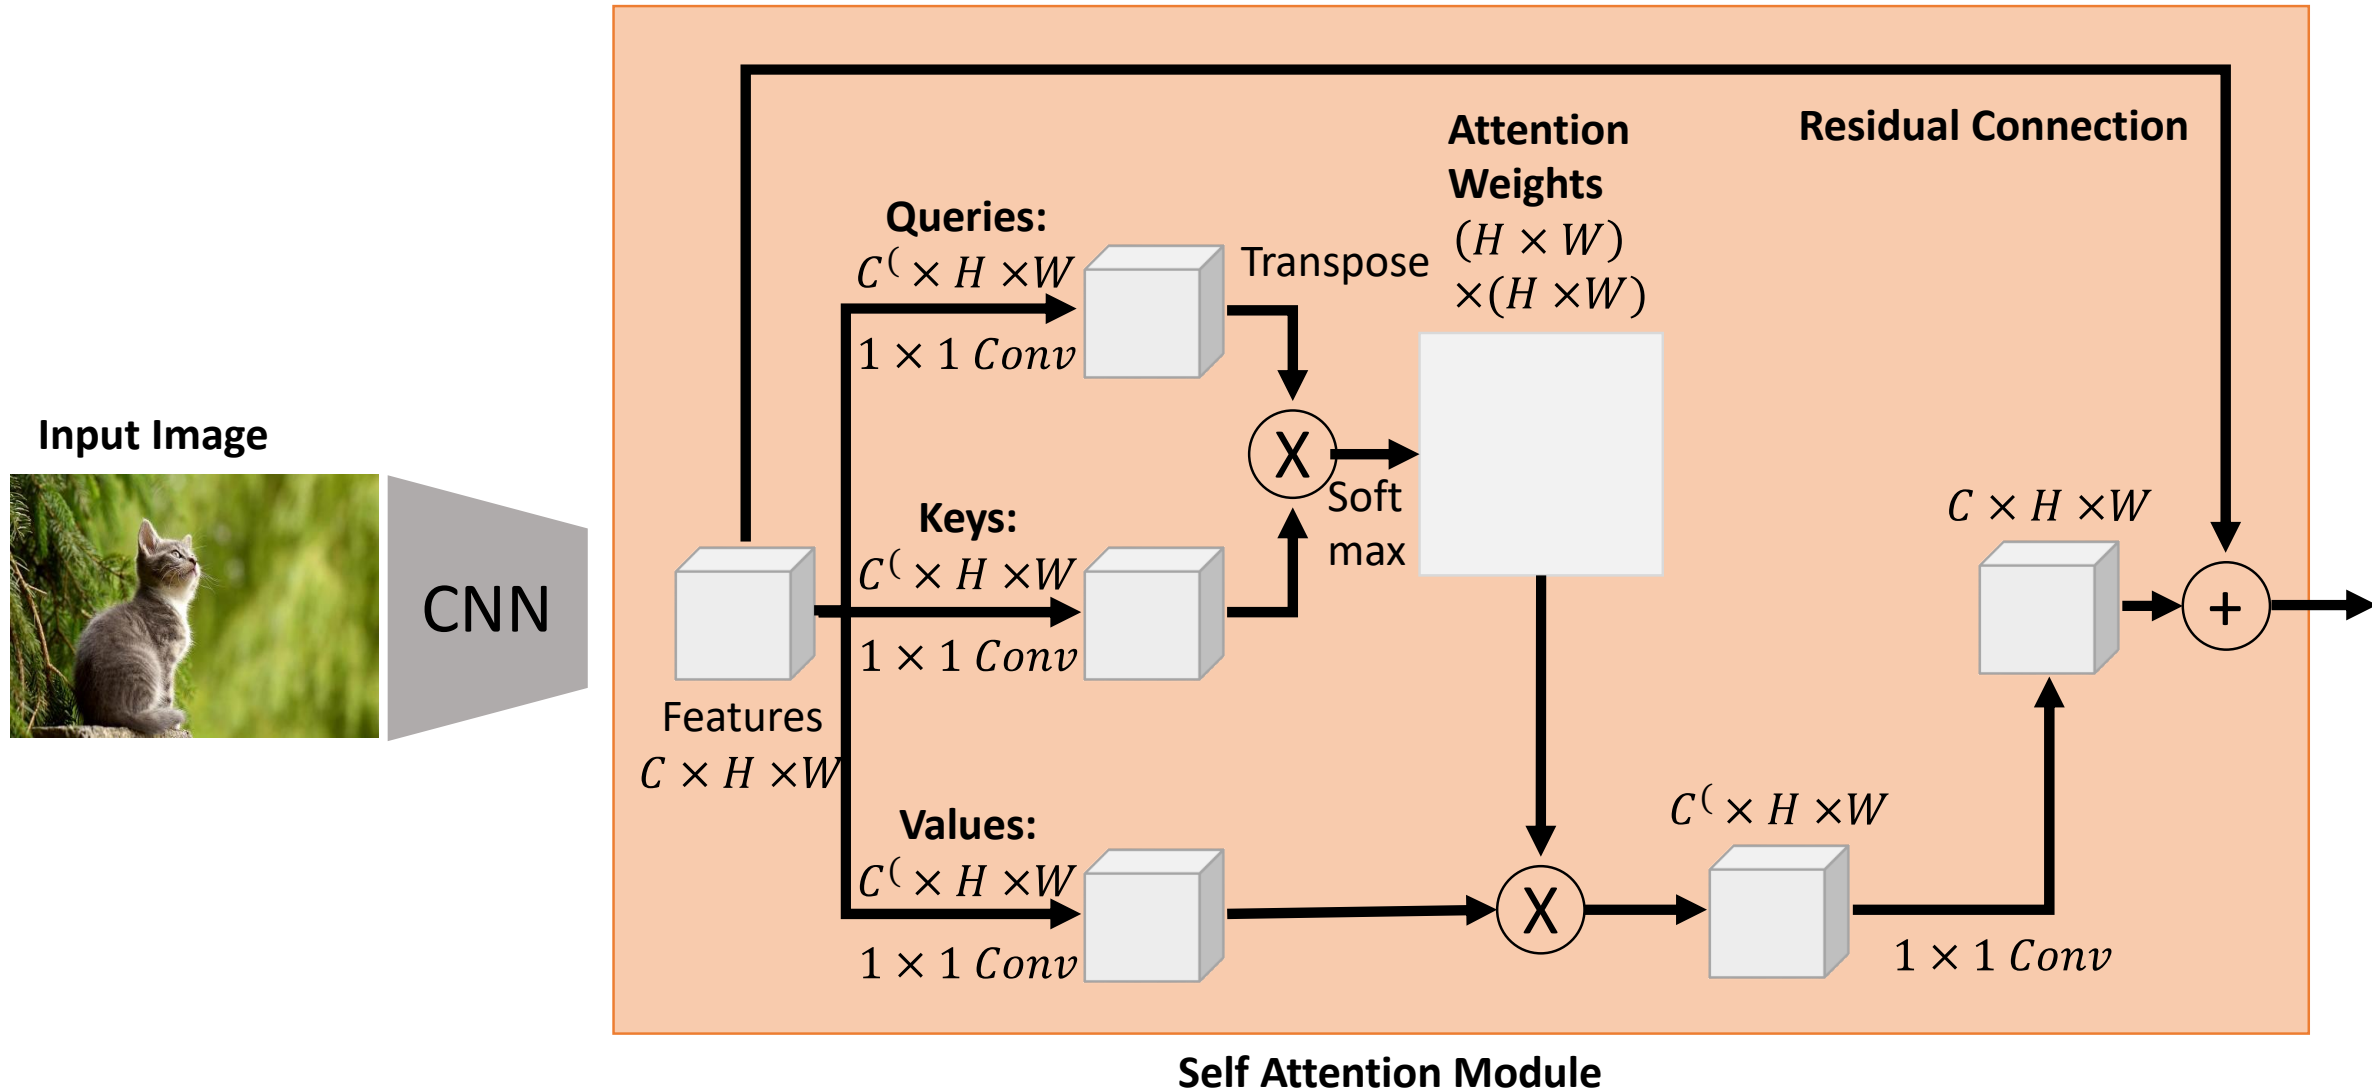 Input Image
CNN
Features
C × H ×W
Queries:
C⁽ × H ×W
1 × 1 Conv
Keys:
C⁽ × H ×W
1 × 1 Conv
Values:
C⁽ × H ×W
1 × 1 Conv
Transpose
X
Soft
max
Attention
Weights
(H × W)
×(H ×W)
X
C⁽ × H ×W
1 × 1 Conv
C × H ×W
Residual Connection
+
Self Attention Module